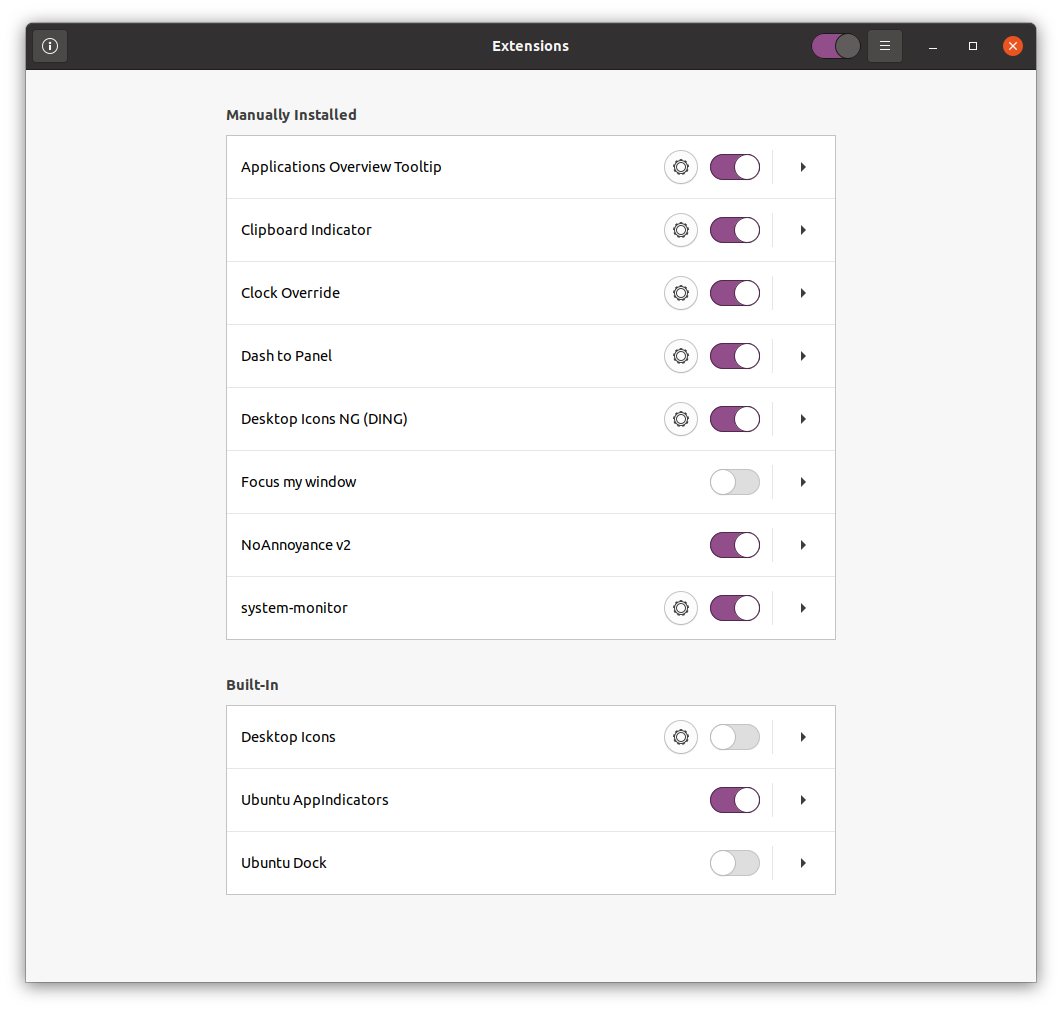 Extensions
Manually Installed
Applications Overview Tooltip
Clipboard Indicator
Clock Override
Dash to Panel
Desktop Icons NG (DING)
Focus my window
NoAnnoyance v2
system-monitor
Built-In
Desktop Icons
Ubuntu AppIndicators
Ubuntu Dock